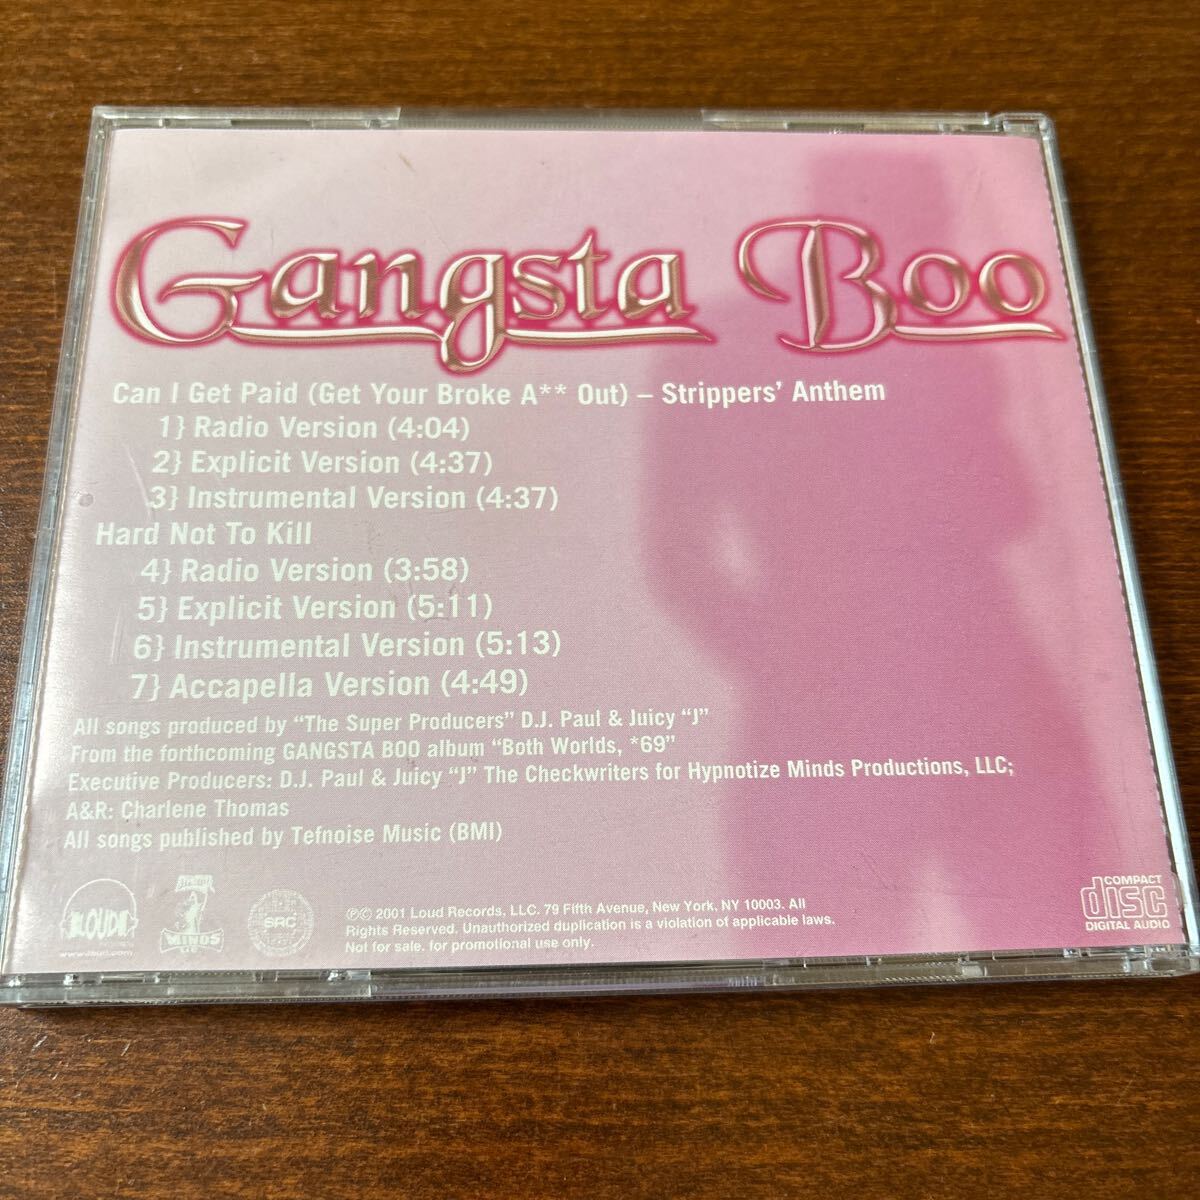 Gangsta Boo
Can I Get Paid (Get Your Broke A** Out) – Strippers' Anthem
1} Radio Version (4:04)
2} Explicit Version (4:37)
3} Instrumental Version (4:37)
Hard Not To Kill
4} Radio Version (3:58)
5} Explicit Version (5:11)
6} Instrumental Version (5:13)
7} Accapella Version (4:49)
All songs produced by "The Super Producers" D.J. Paul & Juicy "J"
From the forthcoming GANGSTA BOO album "Both Worlds, *69"
Executive Producers: D.J. Paul & Juicy "J" The Checkwriters for Hypnotize Minds Productions, LLC;
A&R: Charlene Thomas
All songs published by Tefnoise Music (BMI)
LOUD
www.loud.com
MINDS
SRC
℗© 2001 Loud Records, LLC. 79 Fifth Avenue, New York, NY 10003. All
Rights Reserved. Unauthorized duplication is a violation of applicable laws.
Not for sale. for promotional use only.
COMPACT
disc
DIGITAL AUDIO